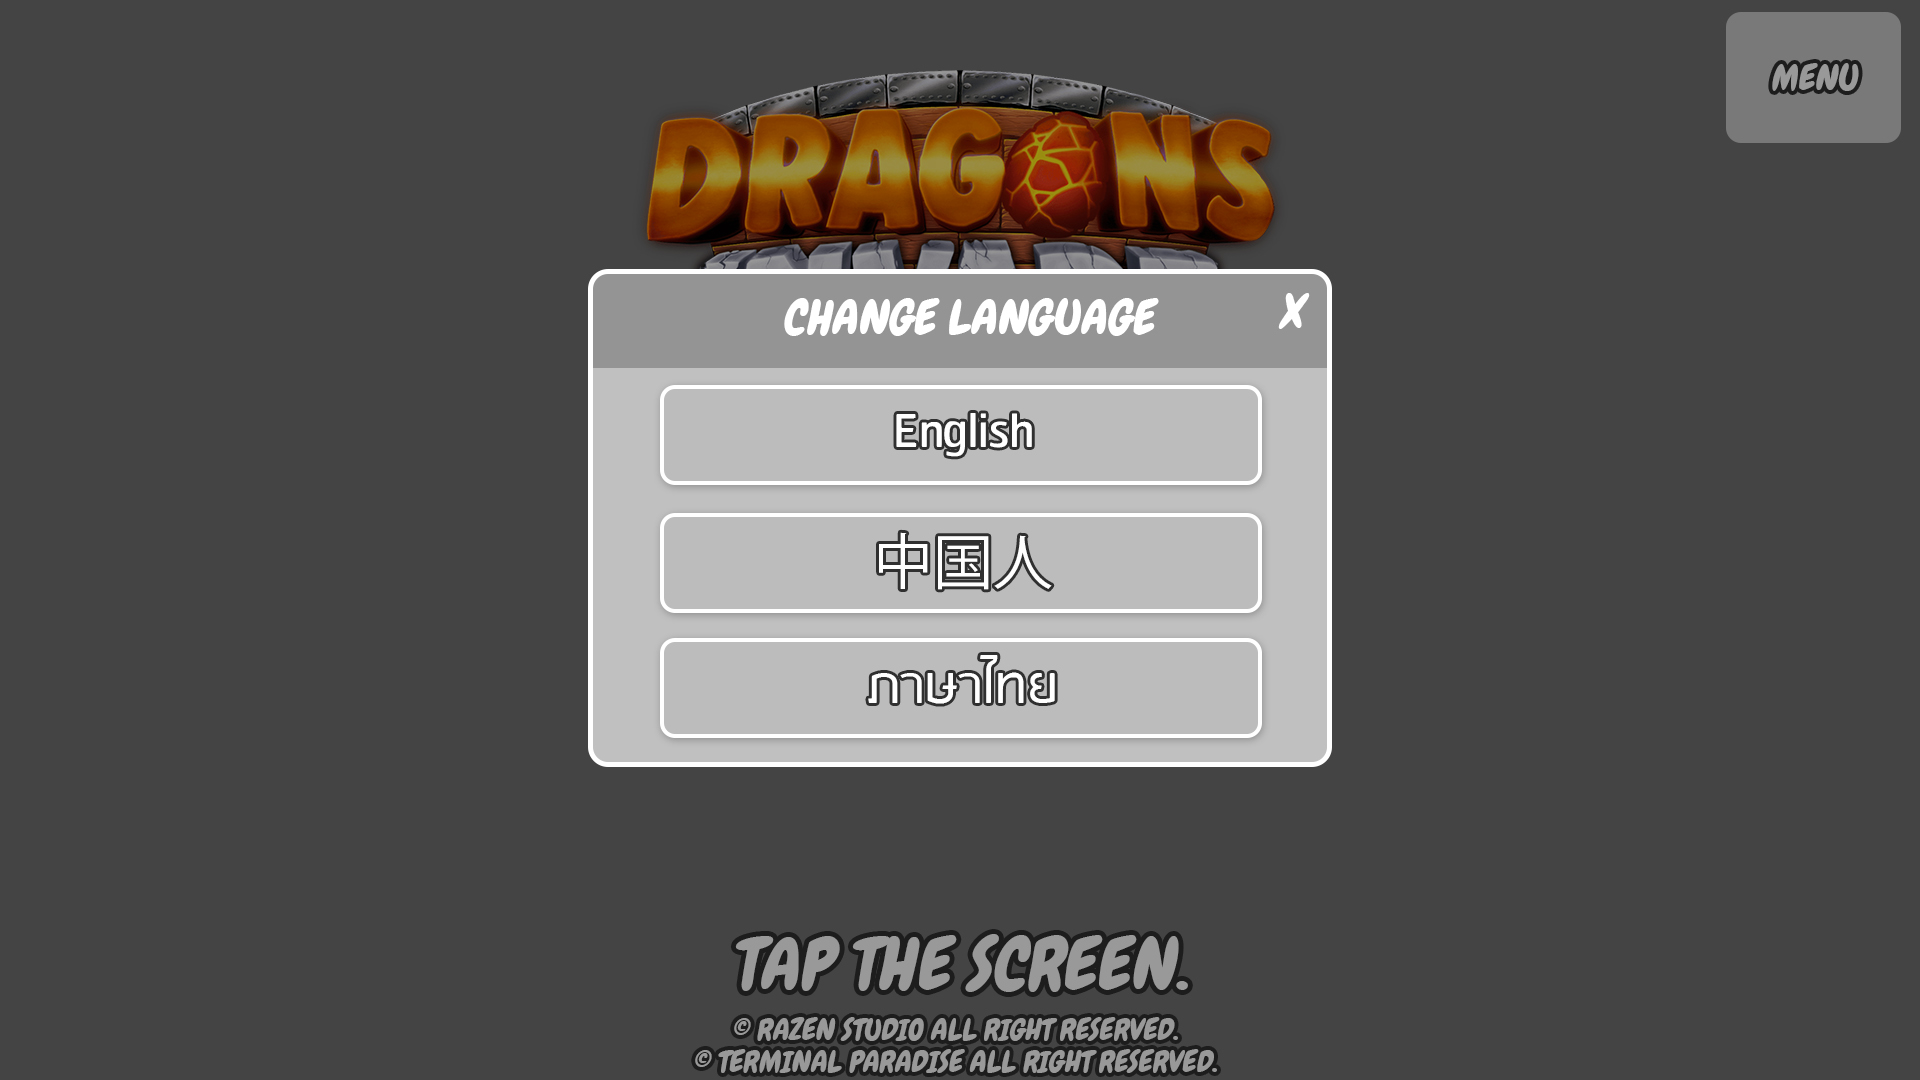 MENU
DRAGONS
CHANGE LANGUAGE X
English
中国人
ภาษาไทย
TAP THE SCREEN.
© RAZEN STUDIO ALL RIGHT RESERVED.
© TERMINAL PARADISE ALL RIGHT RESERVED.